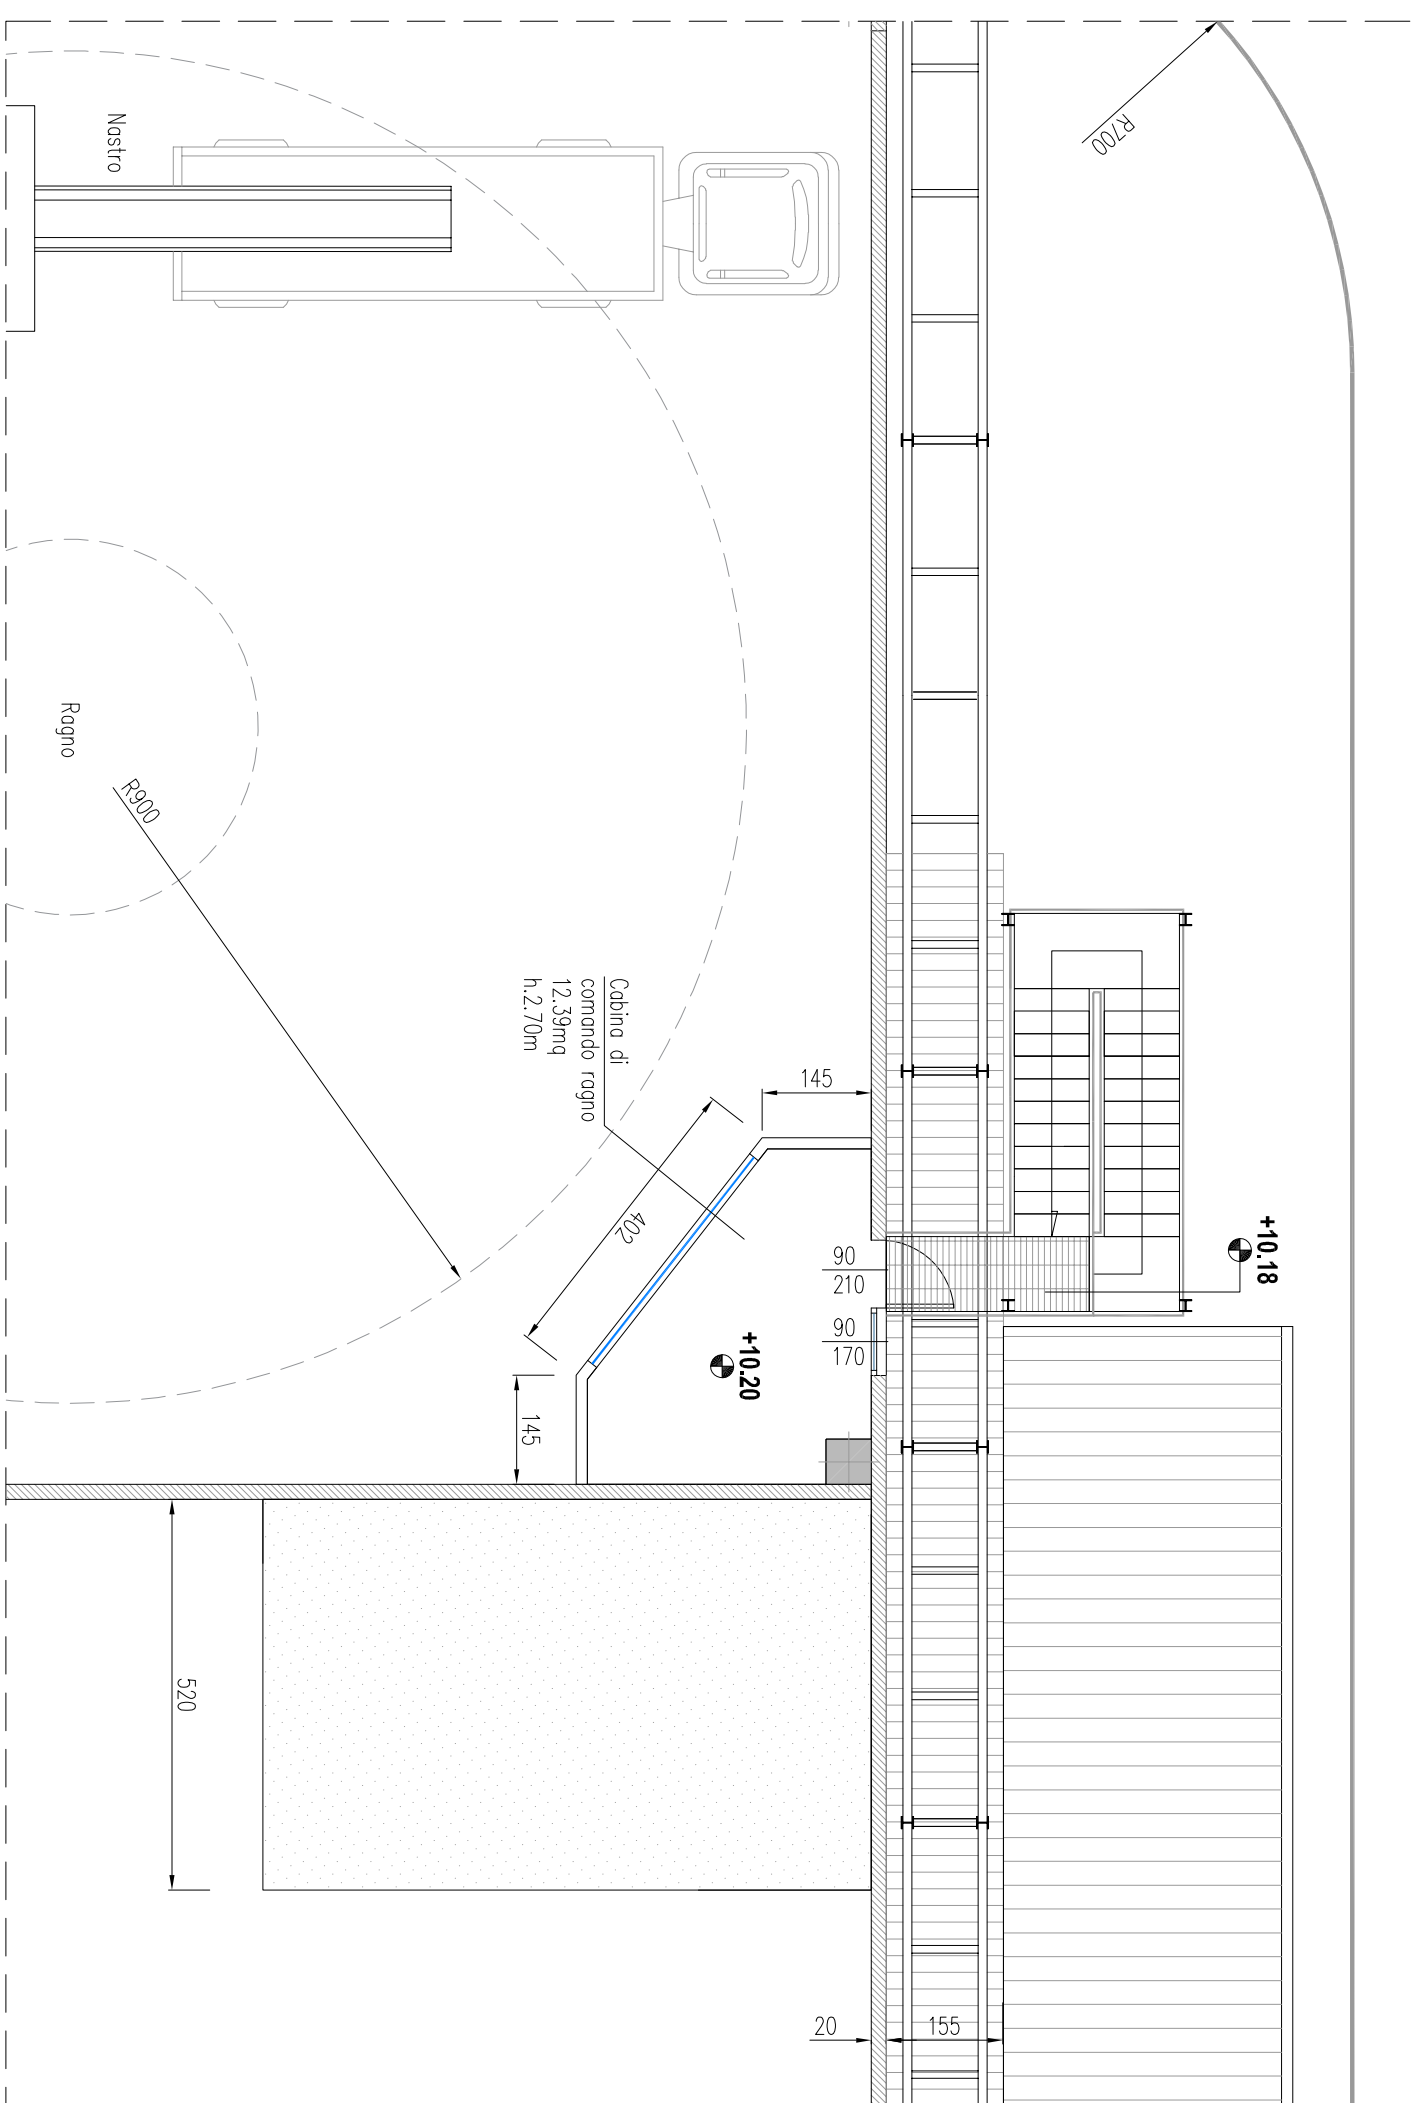 R700
Nastro
Ragno
R900
Cabina di
comando ragno
12.39mq
h.2.70m
145
402
90
210
90
170
+10.18
+10.20
145
520
20
155